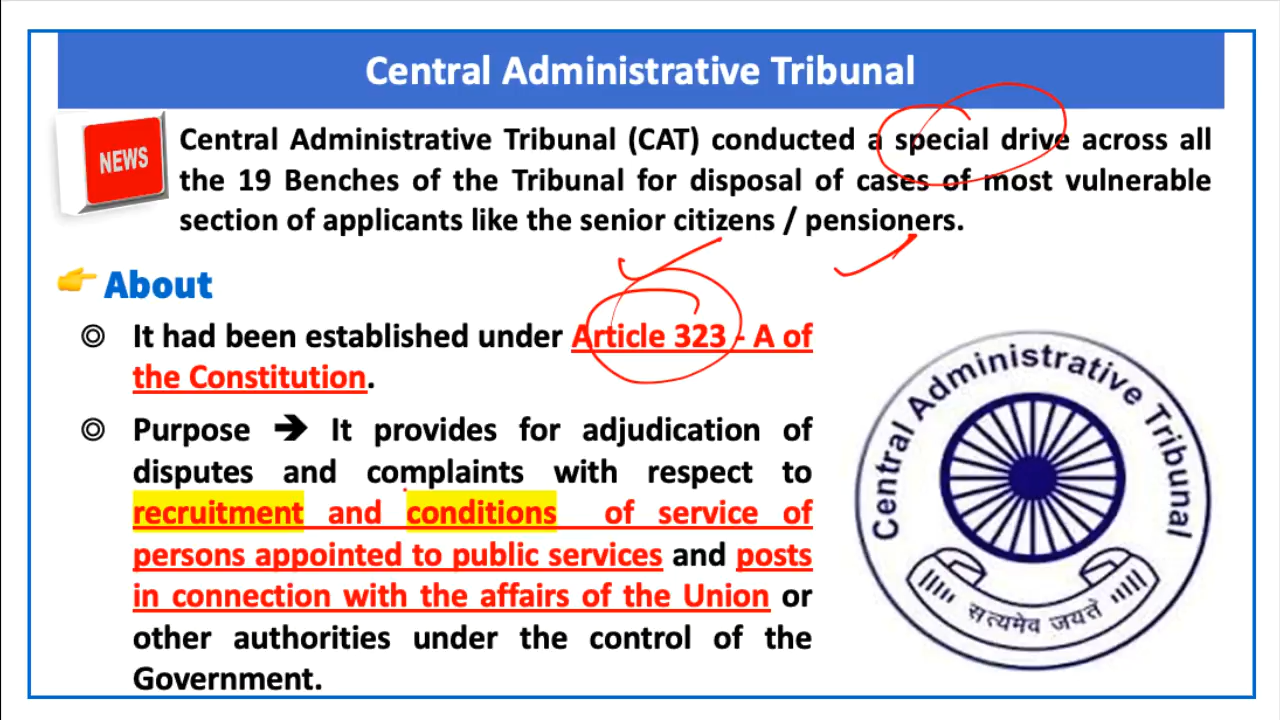 Central Administrative Tribunal
NEWS
Central Administrative Tribunal (CAT) conducted a special drive across all
the 19 Benches of the Tribunal for disposal of cases of most vulnerable
section of applicants like the senior citizens / pensioners.
About
It had been established under Article 323 - A of
the Constitution.
Purpose ➔ It provides for adjudication of
disputes and complaints with respect to
recruitment and conditions of service of
persons appointed to public services and posts
in connection with the affairs of the Union or
other authorities under the control of the
Government.
Central Administrative Tribunal
सत्यमेव जयते